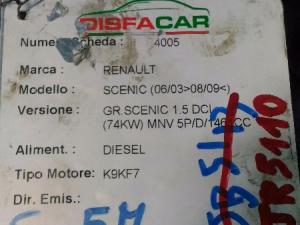 DISFACAR
Numero Scheda : 4005
Marca : RENAULT
Modello : SCENIC (06/03>08/09<)
Versione : GR.SCENIC 1.5 DCI
(74KW) MNV 5P/D/1461CC
Aliment. : DIESEL
Tipo Motore: K9KF7
Dir. Emis.:
JR5110